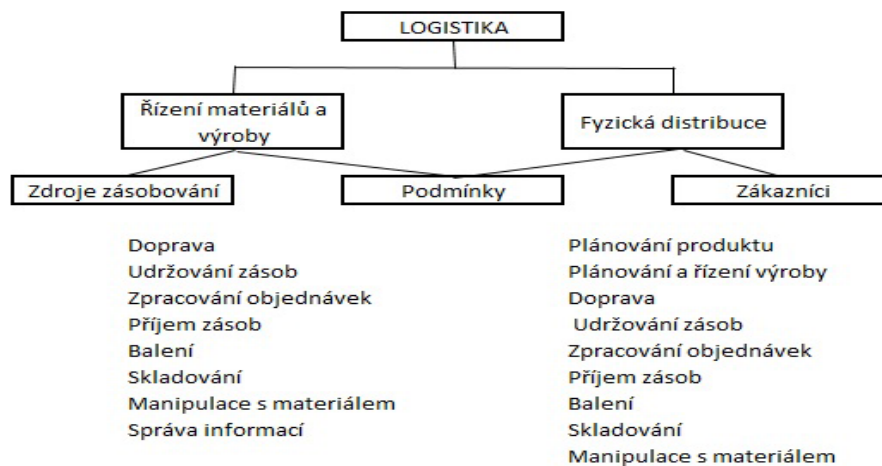 LOGISTIKA
Řízení materiálů a
výroby
Fyzická distribuce
Zdroje zásobování
Podmínky
Zákazníci
Doprava
Udržování zásob
Zpracování objednávek
Příjem zásob
Balení
Skladování
Manipulace s materiálem
Správa informací
Plánování produktu
Plánování a řízení výroby
Doprava
Udržování zásob
Zpracování objednávek
Příjem zásob
Balení
Skladování
Manipulace s materiálem